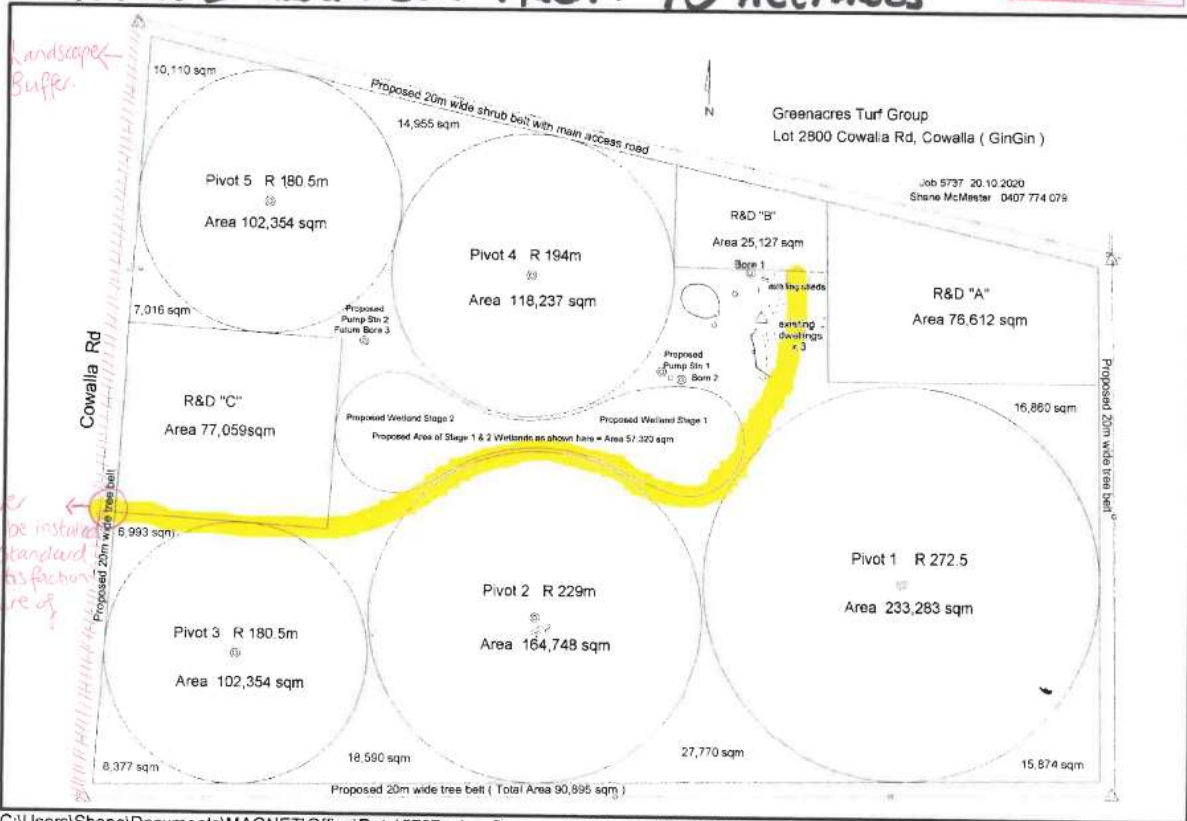 Hectares
Landscape
Buffer.
10,110 sqm
Proposed 20m wide shrub belt with main access road
14,955 sqm
N
Greenacres Turf Group
Lot 2800 Cowalla Rd, Cowalla ( GinGin )
Job 5737 20.10.2020
Shane McMaster 0407 774 079
Pivot 5 R 180.5m
Area 102,354 sqm
Pivot 4 R 194m
Area 118,237 sqm
R&D "B"
Area 25,127 sqm
Bore 1
existing sheds
existing
dwellings
x 3
R&D "A"
Area 76,612 sqm
7,016 sqm
Proposed
Pump Stn 2
Future Bore 3
Proposed
Pump Stn 1
Bore 2
Cowalla Rd
R&D "C"
Area 77,059sqm
Proposed Wetland Stage 2
Proposed Wetland Stage 1
Proposed Area of Stage 1 & 2 Wetlands as shown here = Area 57,320 sqm
16,860 sqm
Proposed 20m wide tree belt
Proposed 20m wide tree belt
6,993 sqm
be installed
standard
Pivot 3 R 180.5m
Area 102,354 sqm
Pivot 2 R 229m
Area 164,748 sqm
Pivot 1 R 272.5
Area 233,283 sqm
8,377 sqm
18,590 sqm
27,770 sqm
15,874 sqm
Proposed 20m wide tree belt ( Total Area 90,895 sqm )